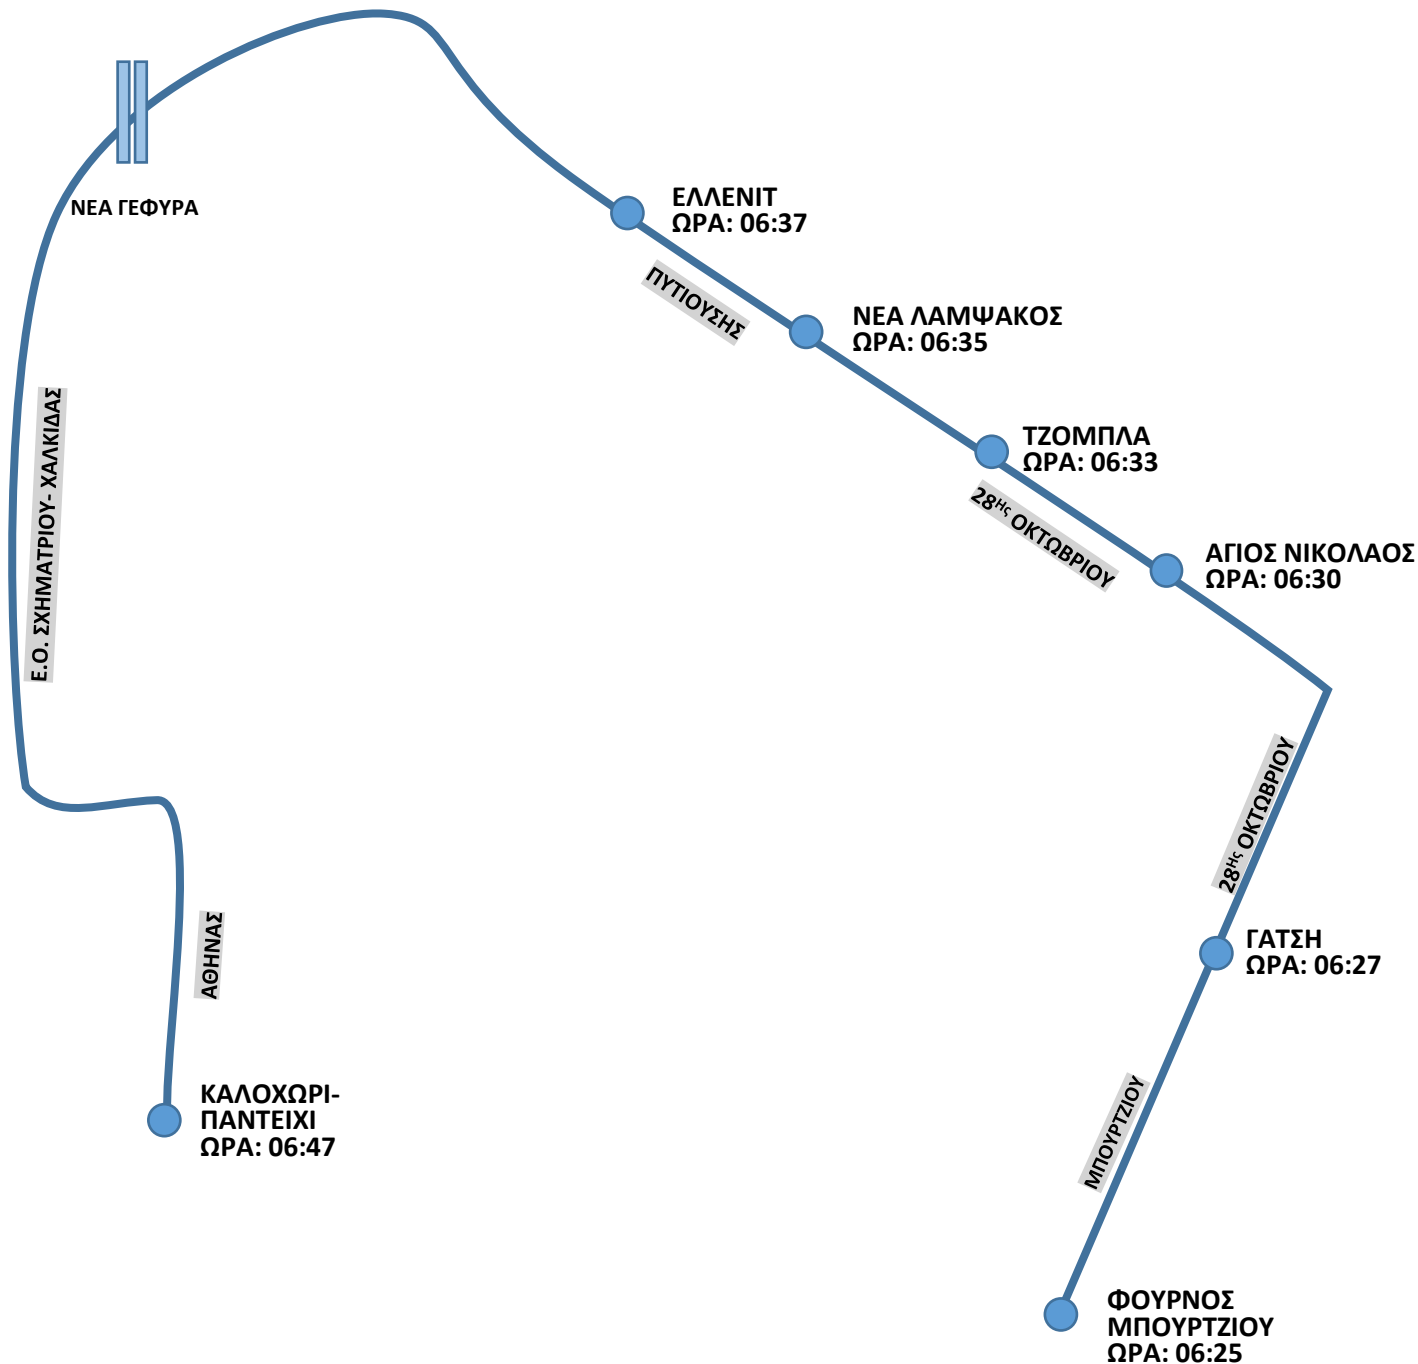 ΝΕΑ ΓΕΦΥΡΑ
ΕΛΛΕΝΙΤ
ΩΡΑ: 06:37
ΠΥΤΙΟΥΣΗΣ
ΝΕΑ ΛΑΜΨΑΚΟΣ
ΩΡΑ: 06:35
Ε.Ο. ΣΧΗΜΑΤΡΙΟΥ- ΧΑΛΚΙΔΑΣ
ΤΖΟΜΠΛΑ
ΩΡΑ: 06:33
28Ης ΟΚΤΩΒΡΙΟΥ
ΑΓΙΟΣ ΝΙΚΟΛΑΟΣ
ΩΡΑ: 06:30
28Ης ΟΚΤΩΒΡΙΟΥ
ΑΘΗΝΑΣ
ΓΑΤΣΗ
ΩΡΑ: 06:27
ΚΑΛΟΧΩΡΙ-
ΠΑΝΤΕΙΧΙ
ΩΡΑ: 06:47
ΜΠΟΥΡΤΖΙΟΥ
ΦΟΥΡΝΟΣ
ΜΠΟΥΡΤΖΙΟΥ
ΩΡΑ: 06:25